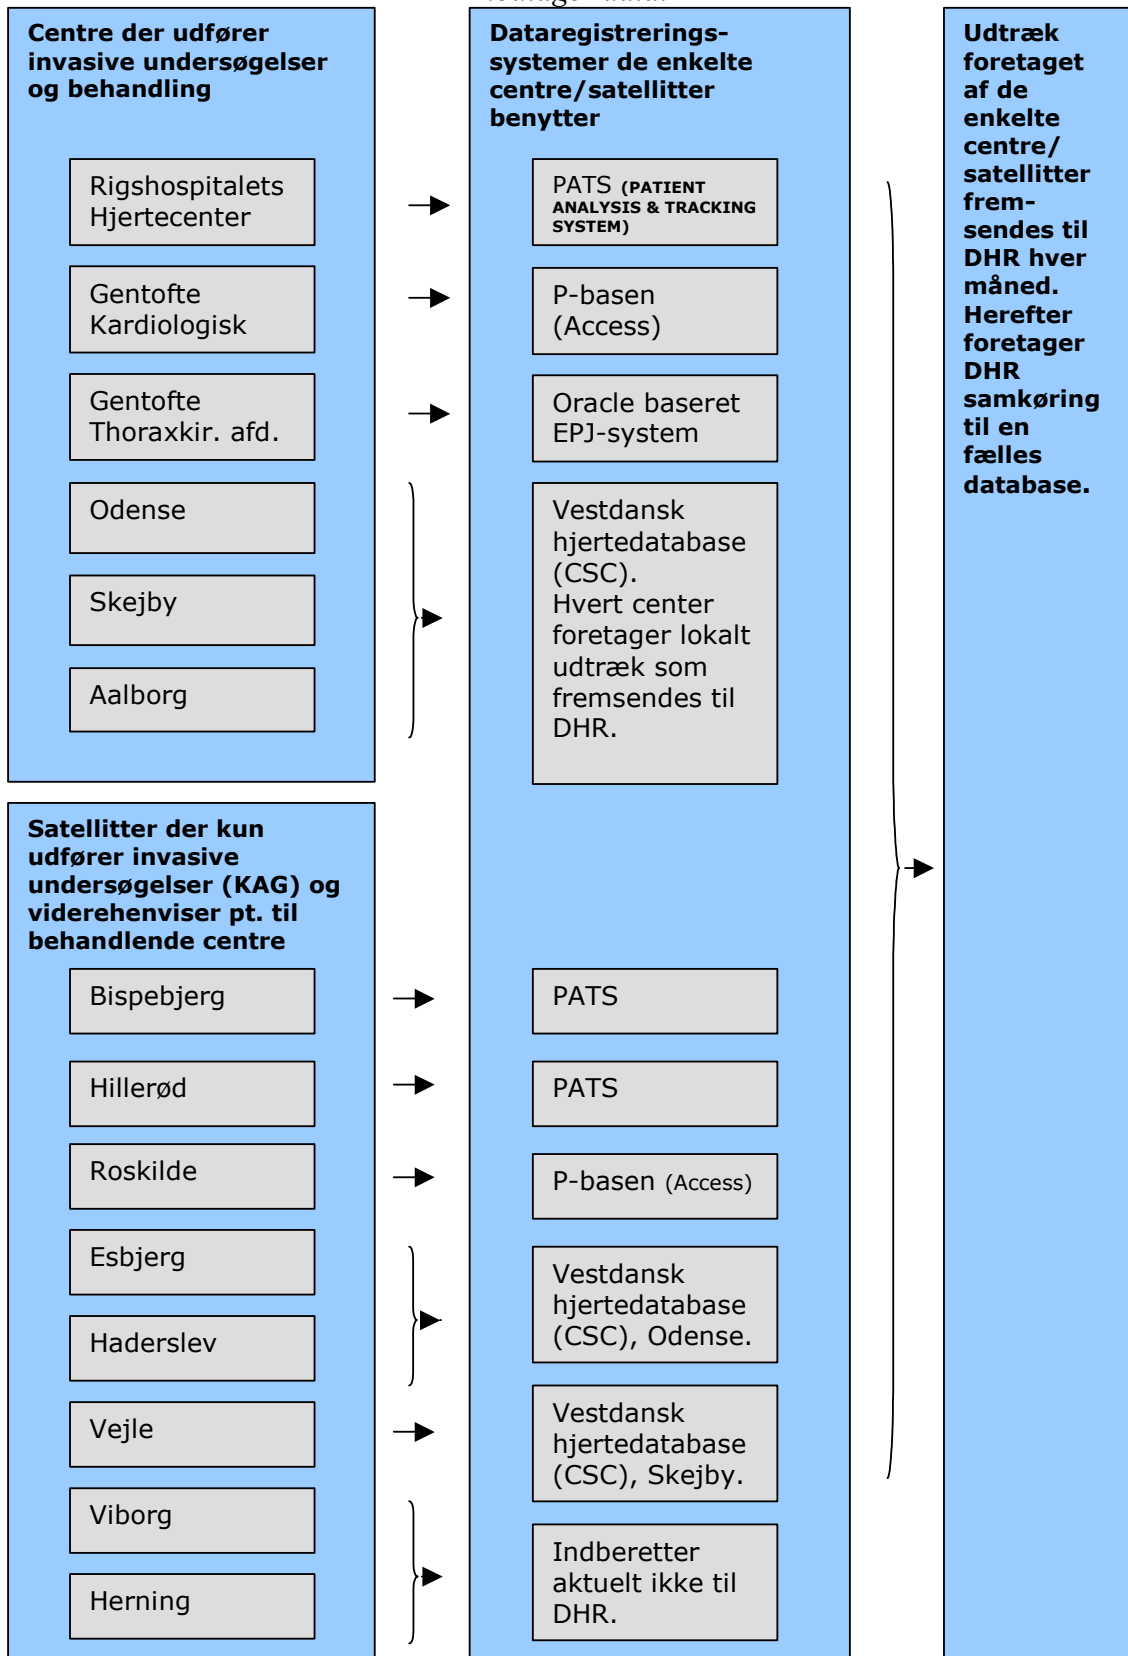 Centre der udfører
invasive undersøgelser
og behandling
Rigshospitalets
Hjertecenter
Gentofte
Kardiologisk
Gentofte
Thoraxkir. afd.
Odense
Skejby
Aalborg
Satellitter der kun
udfører invasive
undersøgelser (KAG) og
viderehenviser pt. til
behandlende centre
Bispebjerg
Hillerød
Roskilde
Esbjerg
Haderslev
Vejle
Viborg
Herning
Dataregistrerings-
systemer de enkelte
centre/satellitter
benytter
PATS (PATIENT
ANALYSIS & TRACKING
SYSTEM)
P-basen
(Access)
Oracle baseret
EPJ-system
Vestdansk
hjertedatabase
(CSC).
Hvert center
foretager lokalt
udtræk som
fremsendes til
DHR.
PATS
PATS
P-basen (Access)
Vestdansk
hjertedatabase
(CSC), Odense.
Vestdansk
hjertedatabase
(CSC), Skejby.
Indberetter
aktuelt ikke til
DHR.
Udtræk
foretaget
af de
enkelte
centre/
satellitter
frem-
sendes til
DHR hver
måned.
Herefter
foretager
DHR
samkøring
til en
fælles
database.